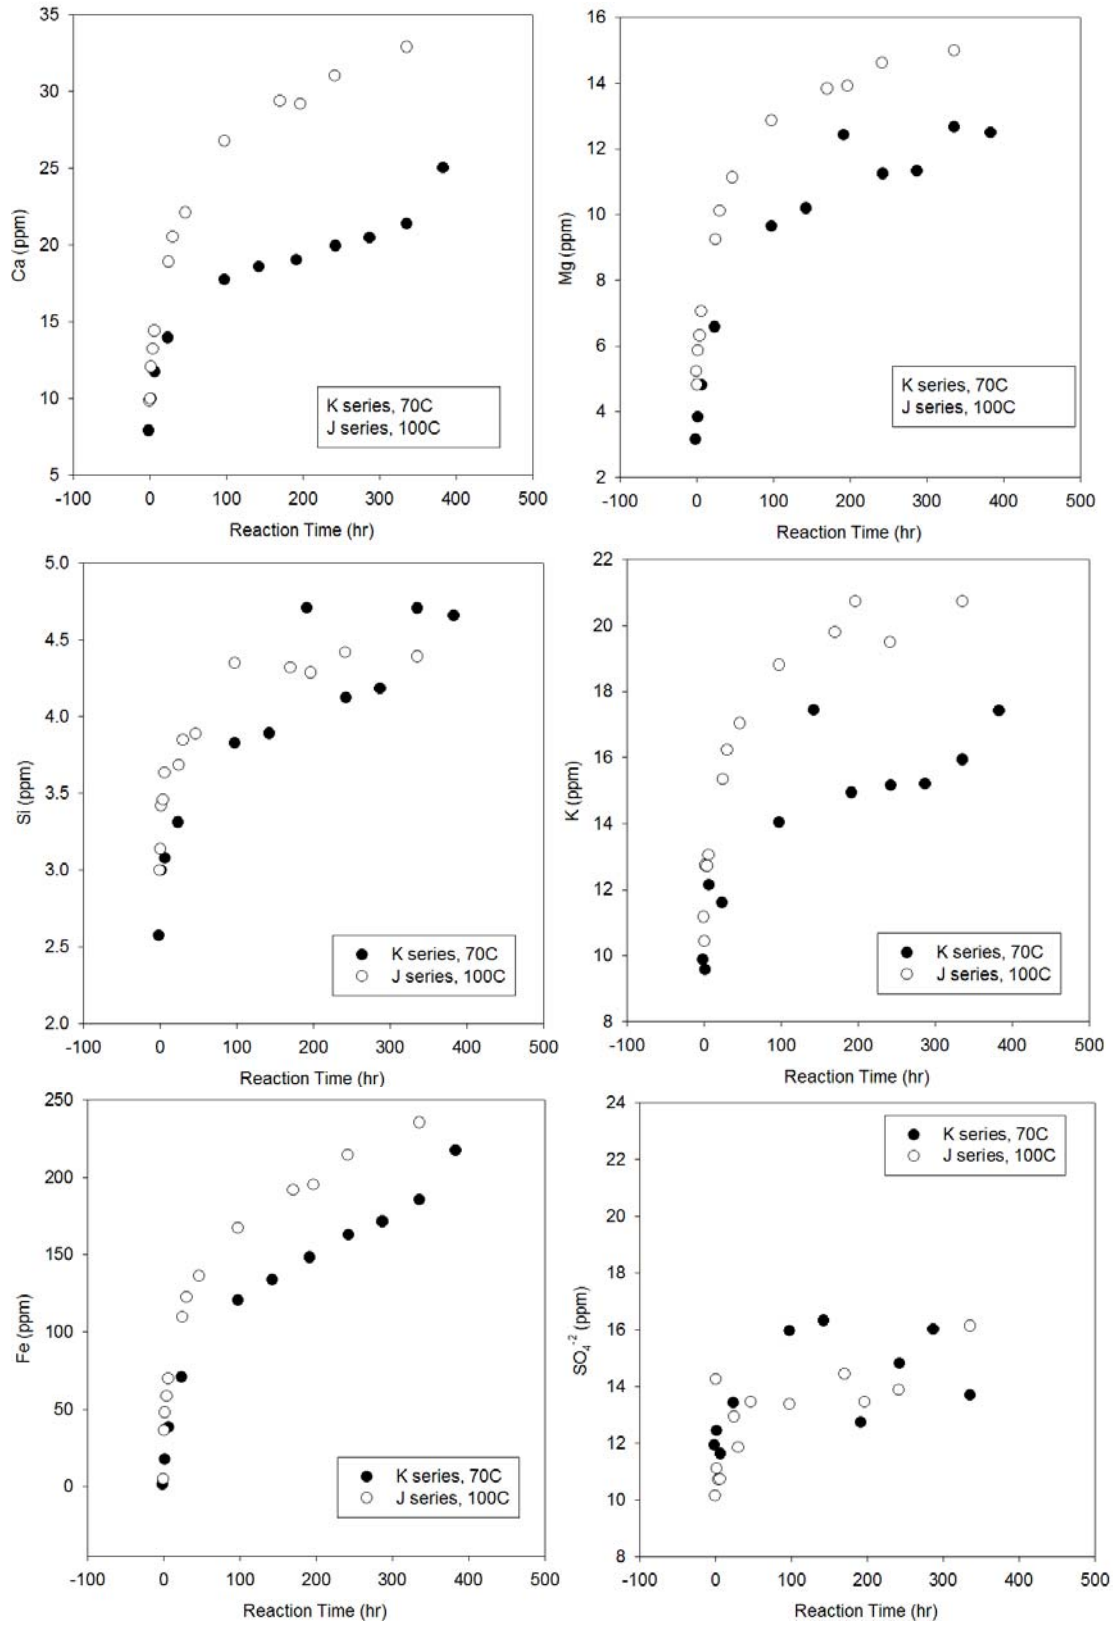 35
30
25
20
15
10
5
Ca (ppm)
-100 0 100 200 300 400 500
Reaction Time (hr)
K series, 70C
J series, 100C
16
14
12
10
8
6
4
2
Mg (ppm)
-100 0 100 200 300 400 500
Reaction Time (hr)
K series, 70C
J series, 100C
5.0
4.5
4.0
3.5
3.0
2.5
2.0
Si (ppm)
-100 0 100 200 300 400 500
Reaction Time (hr)
K series, 70C
J series, 100C
22
20
18
16
14
12
10
8
K (ppm)
-100 0 100 200 300 400 500
Reaction Time (hr)
K series, 70C
J series, 100C
250
200
150
100
50
0
Fe (ppm)
-100 0 100 200 300 400 500
Reaction Time (hr)
K series, 70C
J series, 100C
24
22
20
18
16
14
12
10
8
SO4-2 (ppm)
-100 0 100 200 300 400 500
Reaction Time (hr)
K series, 70C
J series, 100C